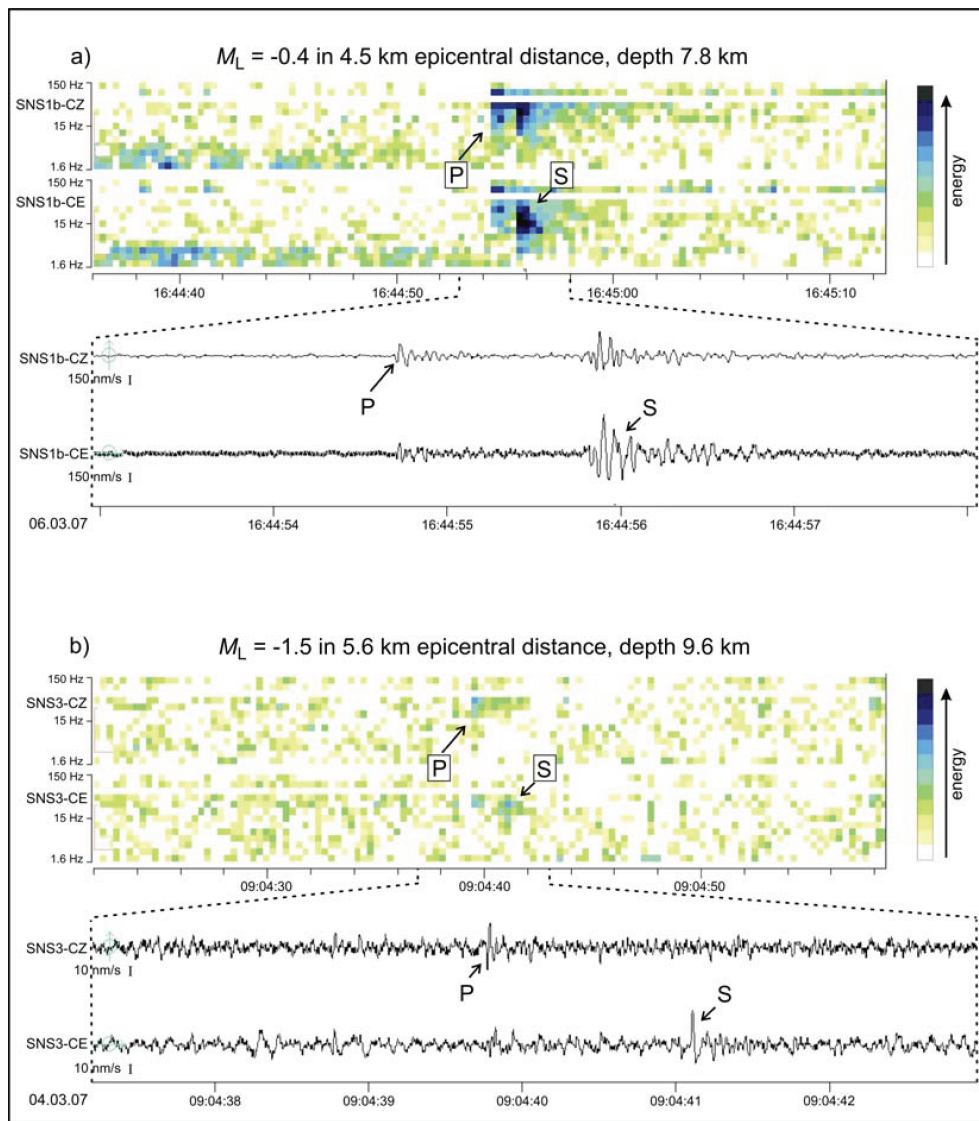 a)
M_L = -0.4 in 4.5 km epicentral distance, depth 7.8 km
150 Hz
SNS1b-CZ
15 Hz
1.6 Hz
P
150 Hz
S
SNS1b-CE
15 Hz
1.6 Hz
energy
16:44:40 16:44:50 16:45:00 16:45:10
SNS1b-CZ
150 nm/s I
P
S
SNS1b-CE
150 nm/s I
06.03.07 16:44:54 16:44:55 16:44:56 16:44:57
b)
M_L = -1.5 in 5.6 km epicentral distance, depth 9.6 km
150 Hz
SNS3-CZ
15 Hz
1.6 Hz
P
S
150 Hz
SNS3-CE
15 Hz
1.6 Hz
energy
09:04:30 09:04:40 09:04:50
SNS3-CZ
10 nm/s I
P
S
SNS3-CE
10 nm/s I
04.03.07 09:04:38 09:04:39 09:04:40 09:04:41 09:04:42